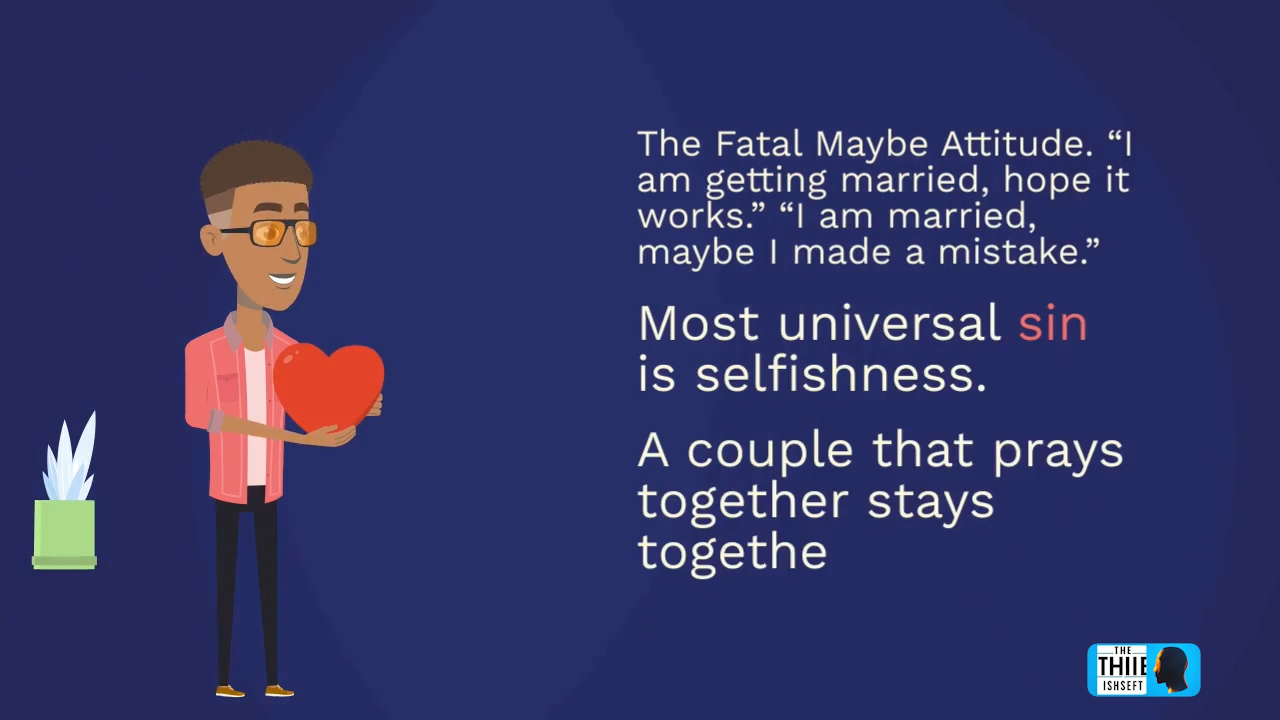 The Fatal Maybe Attitude. “I
am getting married, hope it
works.” “I am married,
maybe I made a mistake.”
Most universal sin
is selfishness.
A couple that prays
together stays
togethe
THE
THIIE
ISHSEFT